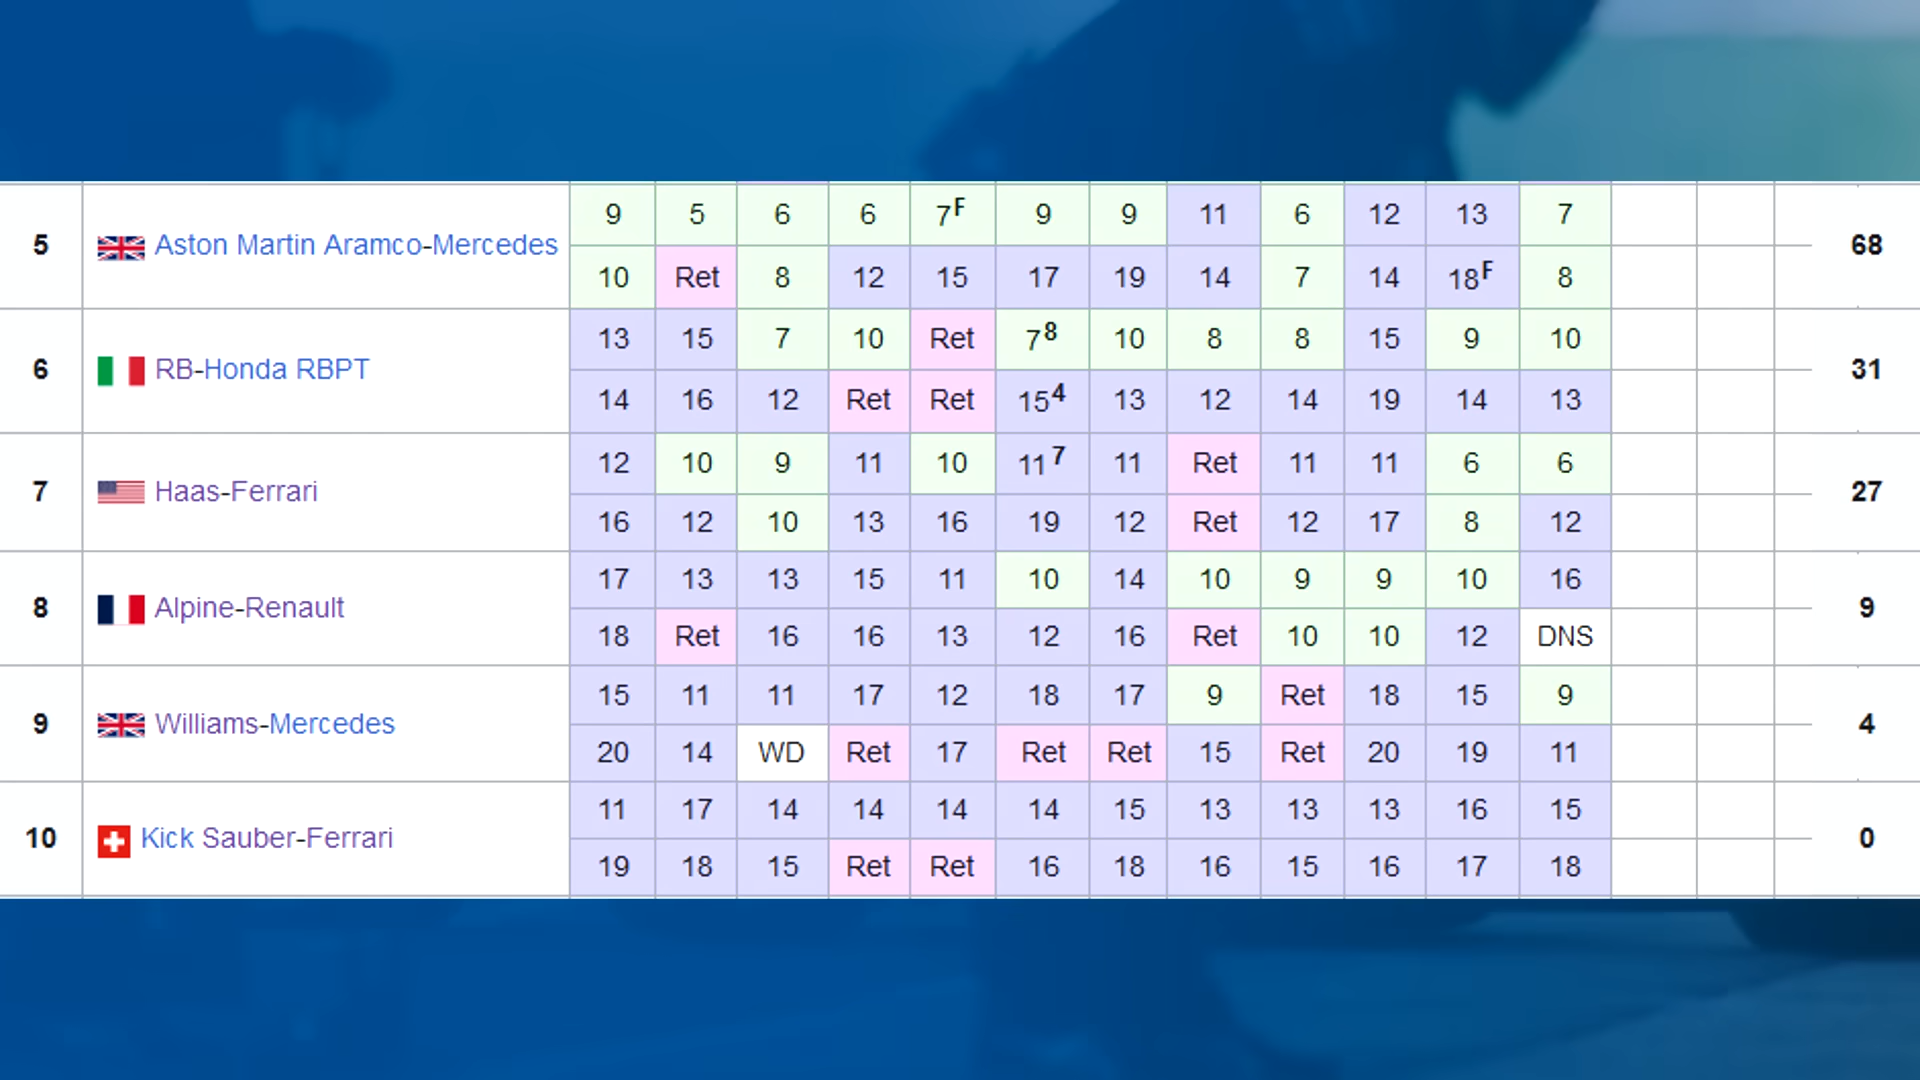 9 5 6 6 7F 9 9 11 6 12 13 7
5 Aston Martin Aramco-Mercedes 68
10 Ret 8 12 15 17 19 14 7 14 18F 8
13 15 7 10 Ret 78 10 8 8 15 9 10
6 RB-Honda RBPT 31
14 16 12 Ret Ret 154 13 12 14 19 14 13
12 10 9 11 10 117 11 Ret 11 11 6 6
7 Haas-Ferrari 27
16 12 10 13 16 19 12 Ret 12 17 8 12
17 13 13 15 11 10 14 10 9 9 10 16
8 Alpine-Renault 9
18 Ret 16 16 13 12 16 Ret 10 10 12 DNS
15 11 11 17 12 18 17 9 Ret 18 15 9
9 Williams-Mercedes 4
20 14 WD Ret 17 Ret Ret 15 Ret 20 19 11
11 17 14 14 14 14 15 13 13 13 16 15
10 Kick Sauber-Ferrari 0
19 18 15 Ret Ret 16 18 16 15 16 17 18